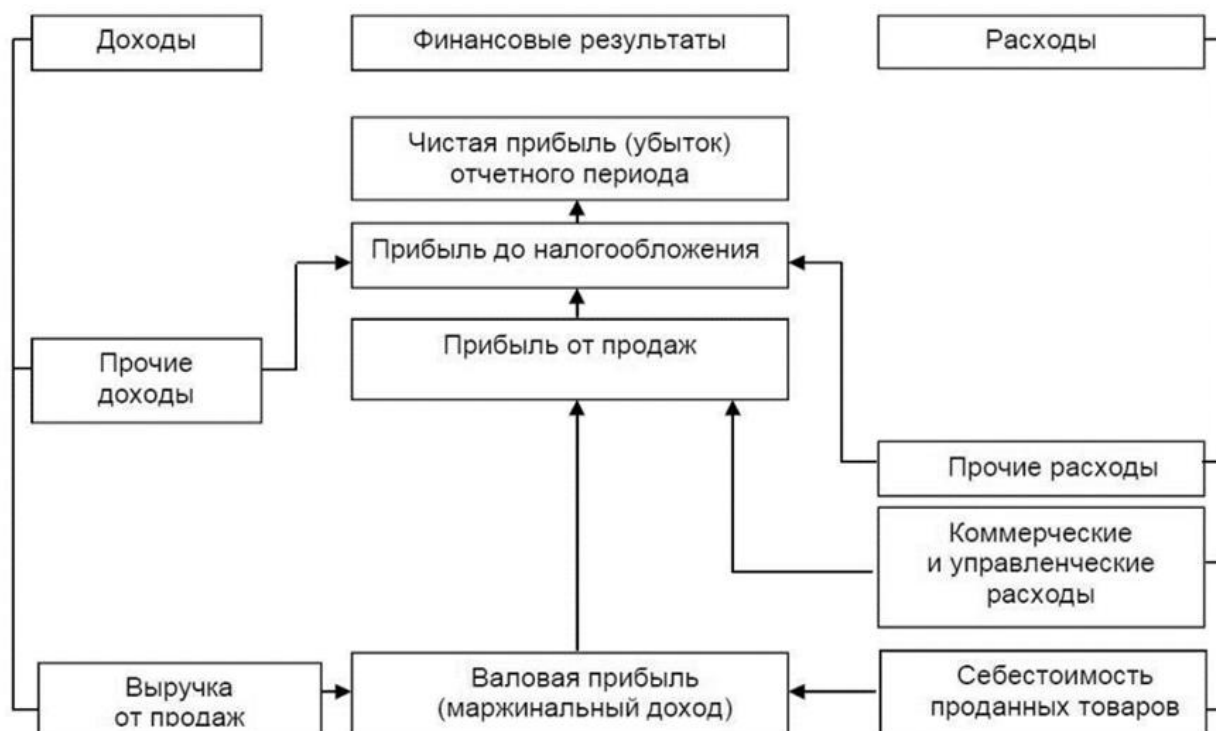 Доходы
Финансовые результаты
Расходы
Чистая прибыль (убыток)
отчетного периода
Прибыль до налогообложения
Прибыль от продаж
Прочие
доходы
Прочие расходы
Коммерческие
и управленческие
расходы
Выручка
от продаж
Валовая прибыль
(маржинальный доход)
Себестоимость
проданных товаров